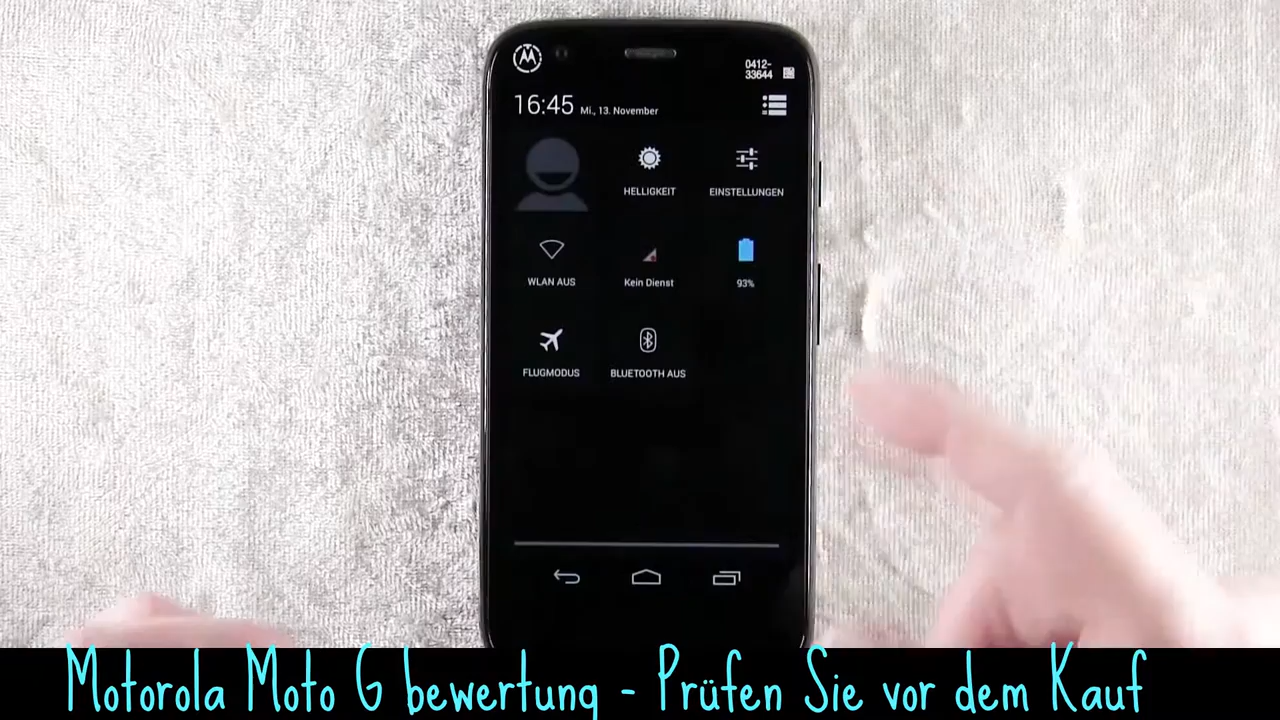 0412-
33644
16:45 Mi., 13. November
HELLIGKEIT
EINSTELLUNGEN
WLAN AUS
Kein Dienst
93%
FLUGMODUS
BLUETOOTH AUS
Motorola Moto G bewertung - Prüfen Sie vor dem Kauf